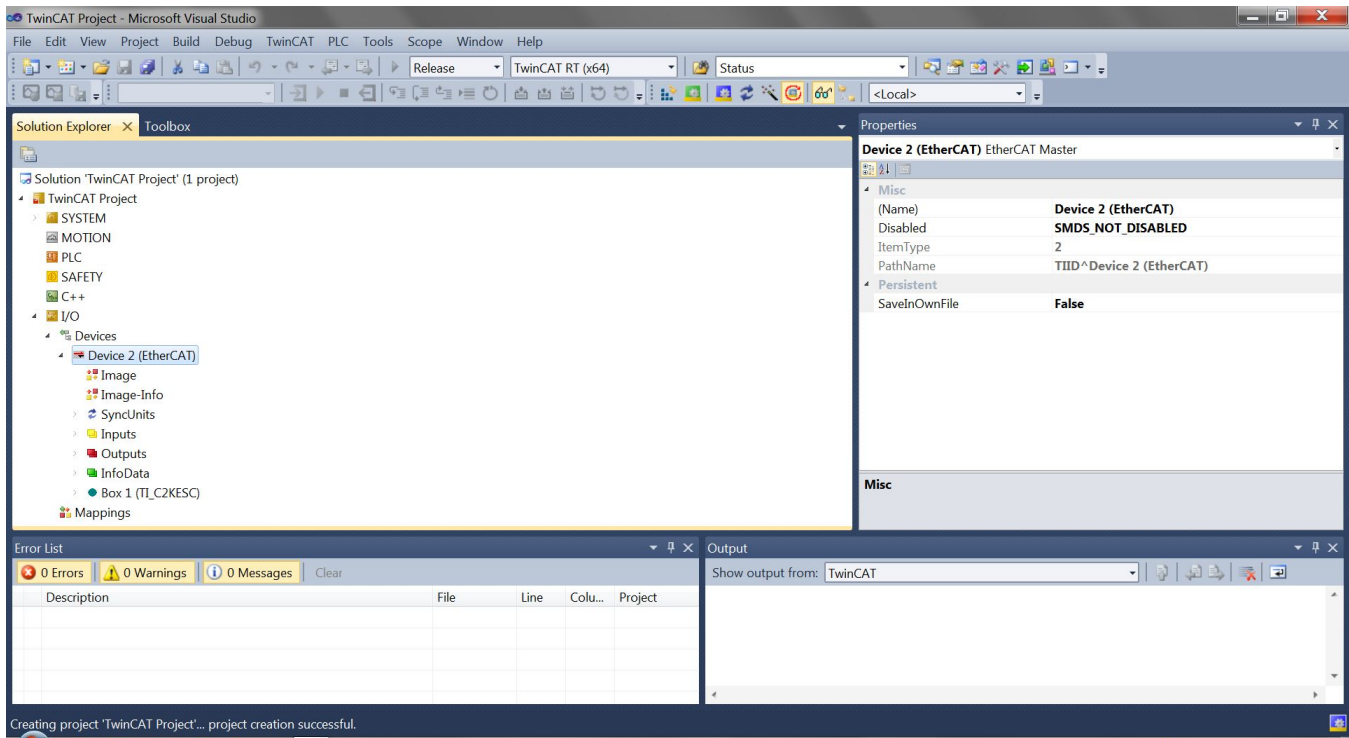 TwinCAT Project - Microsoft Visual Studio
File Edit View Project Build Debug TwinCAT PLC Tools Scope Window Help
Release TwinCAT RT (x64) Status
<Local>
Solution Explorer Toolbox
Solution 'TwinCAT Project' (1 project)
TwinCAT Project
SYSTEM
MOTION
PLC
SAFETY
C++
I/O
Devices
Device 2 (EtherCAT)
Image
Image-Info
SyncUnits
Inputs
Outputs
InfoData
Box 1 (TI_C2KESC)
Mappings
Properties
Device 2 (EtherCAT) EtherCAT Master
Misc
(Name) Device 2 (EtherCAT)
Disabled SMDS_NOT_DISABLED
ItemType 2
PathName TIID^Device 2 (EtherCAT)
Persistent
SaveInOwnFile False
Misc
Error List
0 Errors 0 Warnings 0 Messages Clear
Description File Line Colu... Project
Output
Show output from: TwinCAT
Creating project 'TwinCAT Project'... project creation successful.